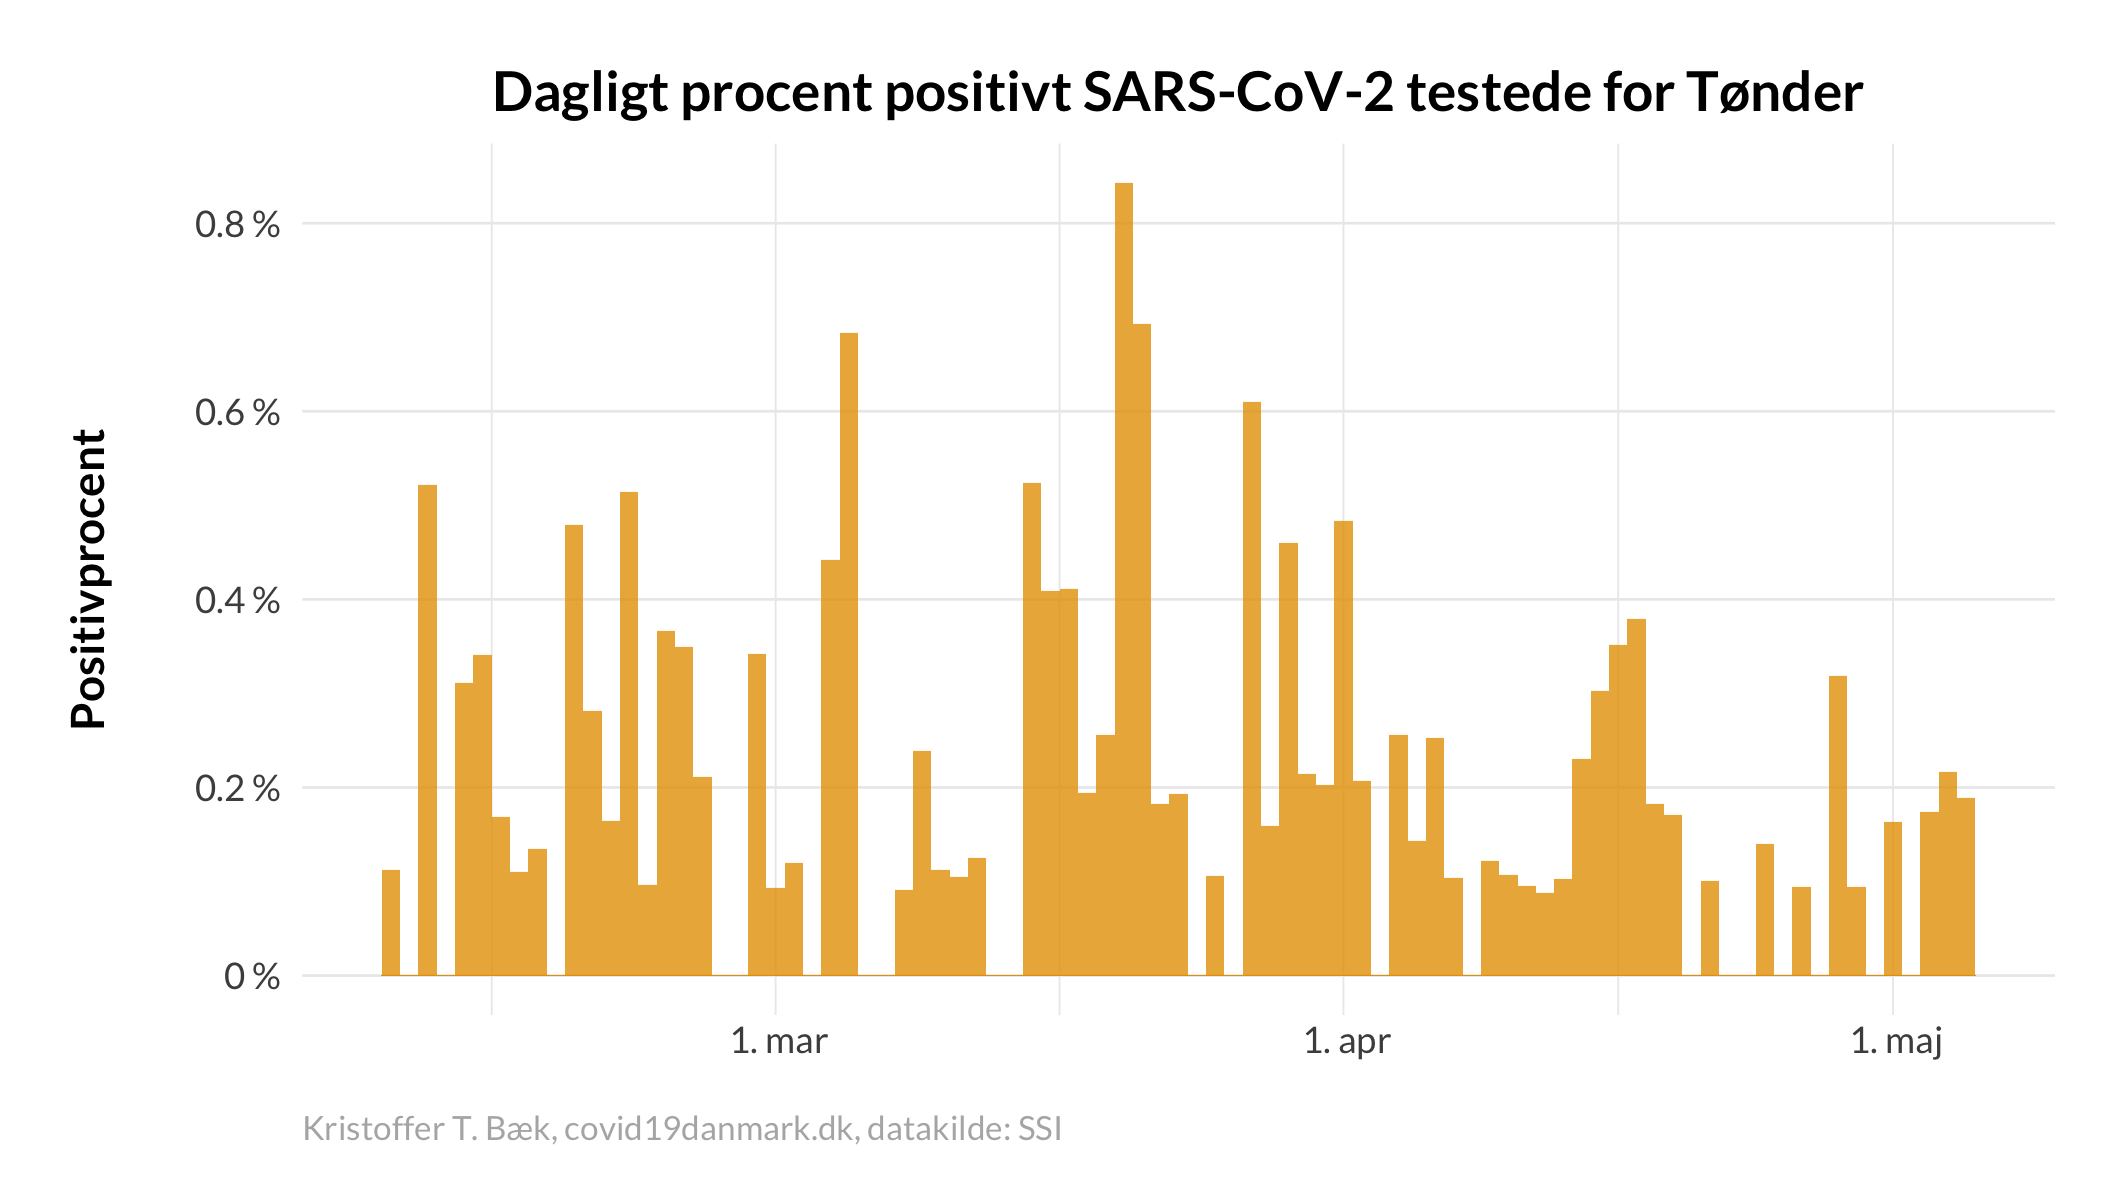 Dagligt procent positivt SARS-CoV-2 testede for Tønder
Positivprocent
0.8 %
0.6 %
0.4 %
0.2 %
0 %
1. mar
1. apr
1. maj
Kristoffer T. Bæk, covid19danmark.dk, datakilde: SSI